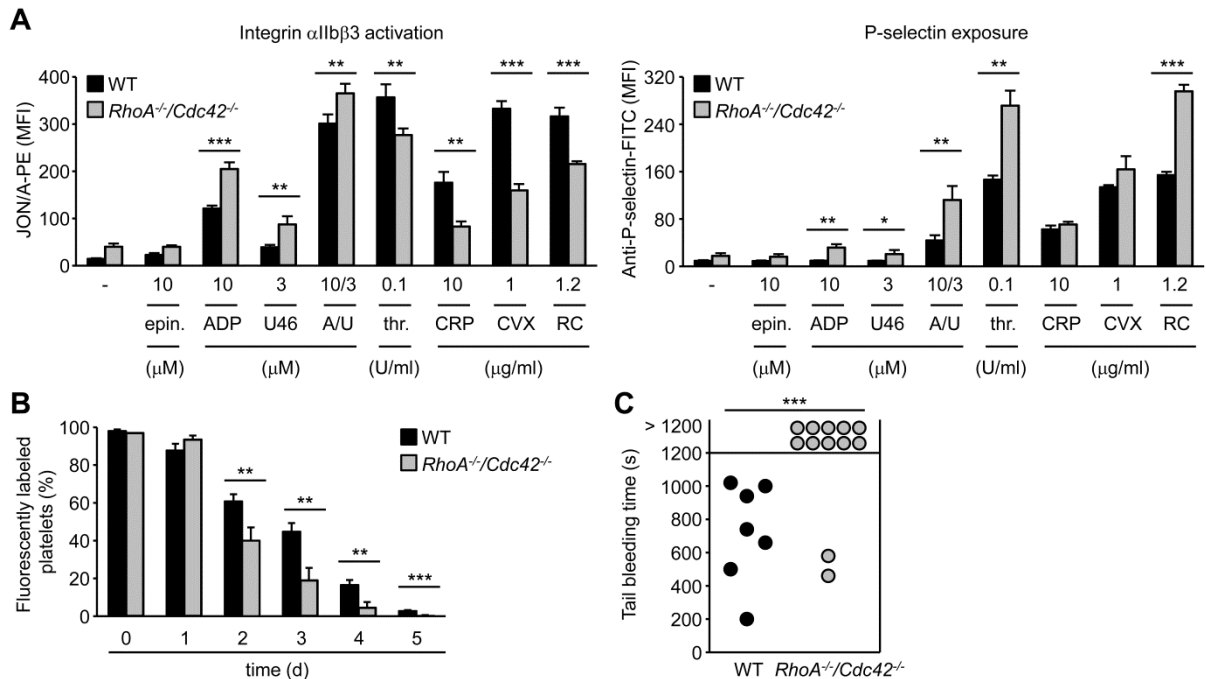 A
Integrin αIIbβ3 activation
JON/A-PE (MFI)
400
300
200
100
0
WT
RhoA-/-/Cdc42-/-
***
**
**
**
**
***
***
- 10 10 3 10/3 0.1 10 1 1.2
epin. ADP U46 A/U thr. CRP CVX RC
(μM) (μM) (U/ml) (μg/ml)
P-selectin exposure
Anti-P-selectin-FITC (MFI)
320
240
160
80
0
WT
RhoA-/-/Cdc42-/-
**
*
**
**
***
- 10 10 3 10/3 0.1 10 1 1.2
epin. ADP U46 A/U thr. CRP CVX RC
(μM) (μM) (U/ml) (μg/ml)
B
Fluorescently labeled
platelets (%)
100
80
60
40
20
0
WT
RhoA-/-/Cdc42-/-
**
**
**
***
0 1 2 3 4 5
time (d)
C
***
Tail bleeding time (s)
>
1200
1200
1000
800
600
400
200
0
WT RhoA-/-/Cdc42-/-